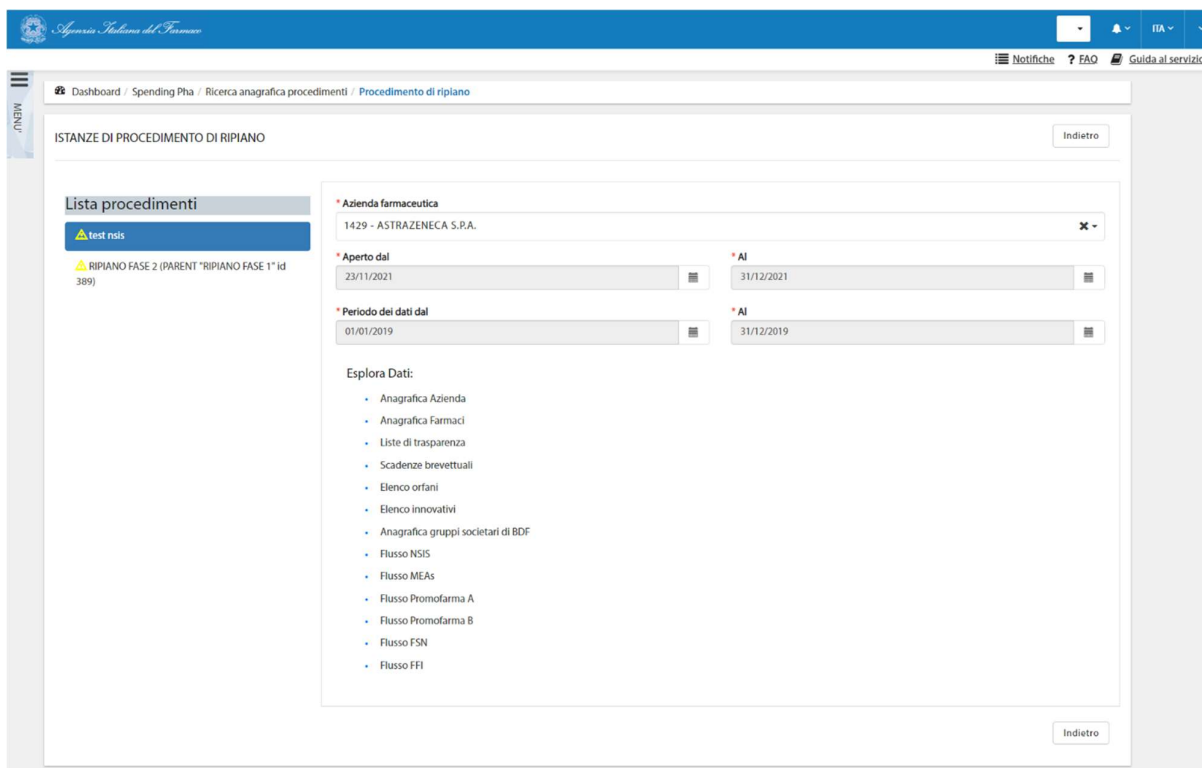 Agenzia Italiana del Farmaco
ITA
Notifiche ? FAQ Guida al servizio
MENU'
Dashboard / Spending Pha / Ricerca anagrafica procedimenti / Procedimento di ripiano
ISTANZE DI PROCEDIMENTO DI RIPIANO
Indietro
Lista procedimenti
test nsis
RIPIANO FASE 2 (PARENT "RIPIANO FASE 1" id
389)
* Azienda farmaceutica
1429 - ASTRAZENECA S.P.A.
* Aperto dal
* Al
23/11/2021
31/12/2021
* Periodo dei dati dal
* Al
01/01/2019
31/12/2019
Esplora Dati:
• Anagrafica Azienda
• Anagrafica Farmaci
• Liste di trasparenza
• Scadenze brevettuali
• Elenco orfani
• Elenco innovativi
• Anagrafica gruppi societari di BDF
• Flusso NSIS
• Flusso MEAs
• Flusso Promofarma A
• Flusso Promofarma B
• Flusso FSN
• Flusso FFI
Indietro